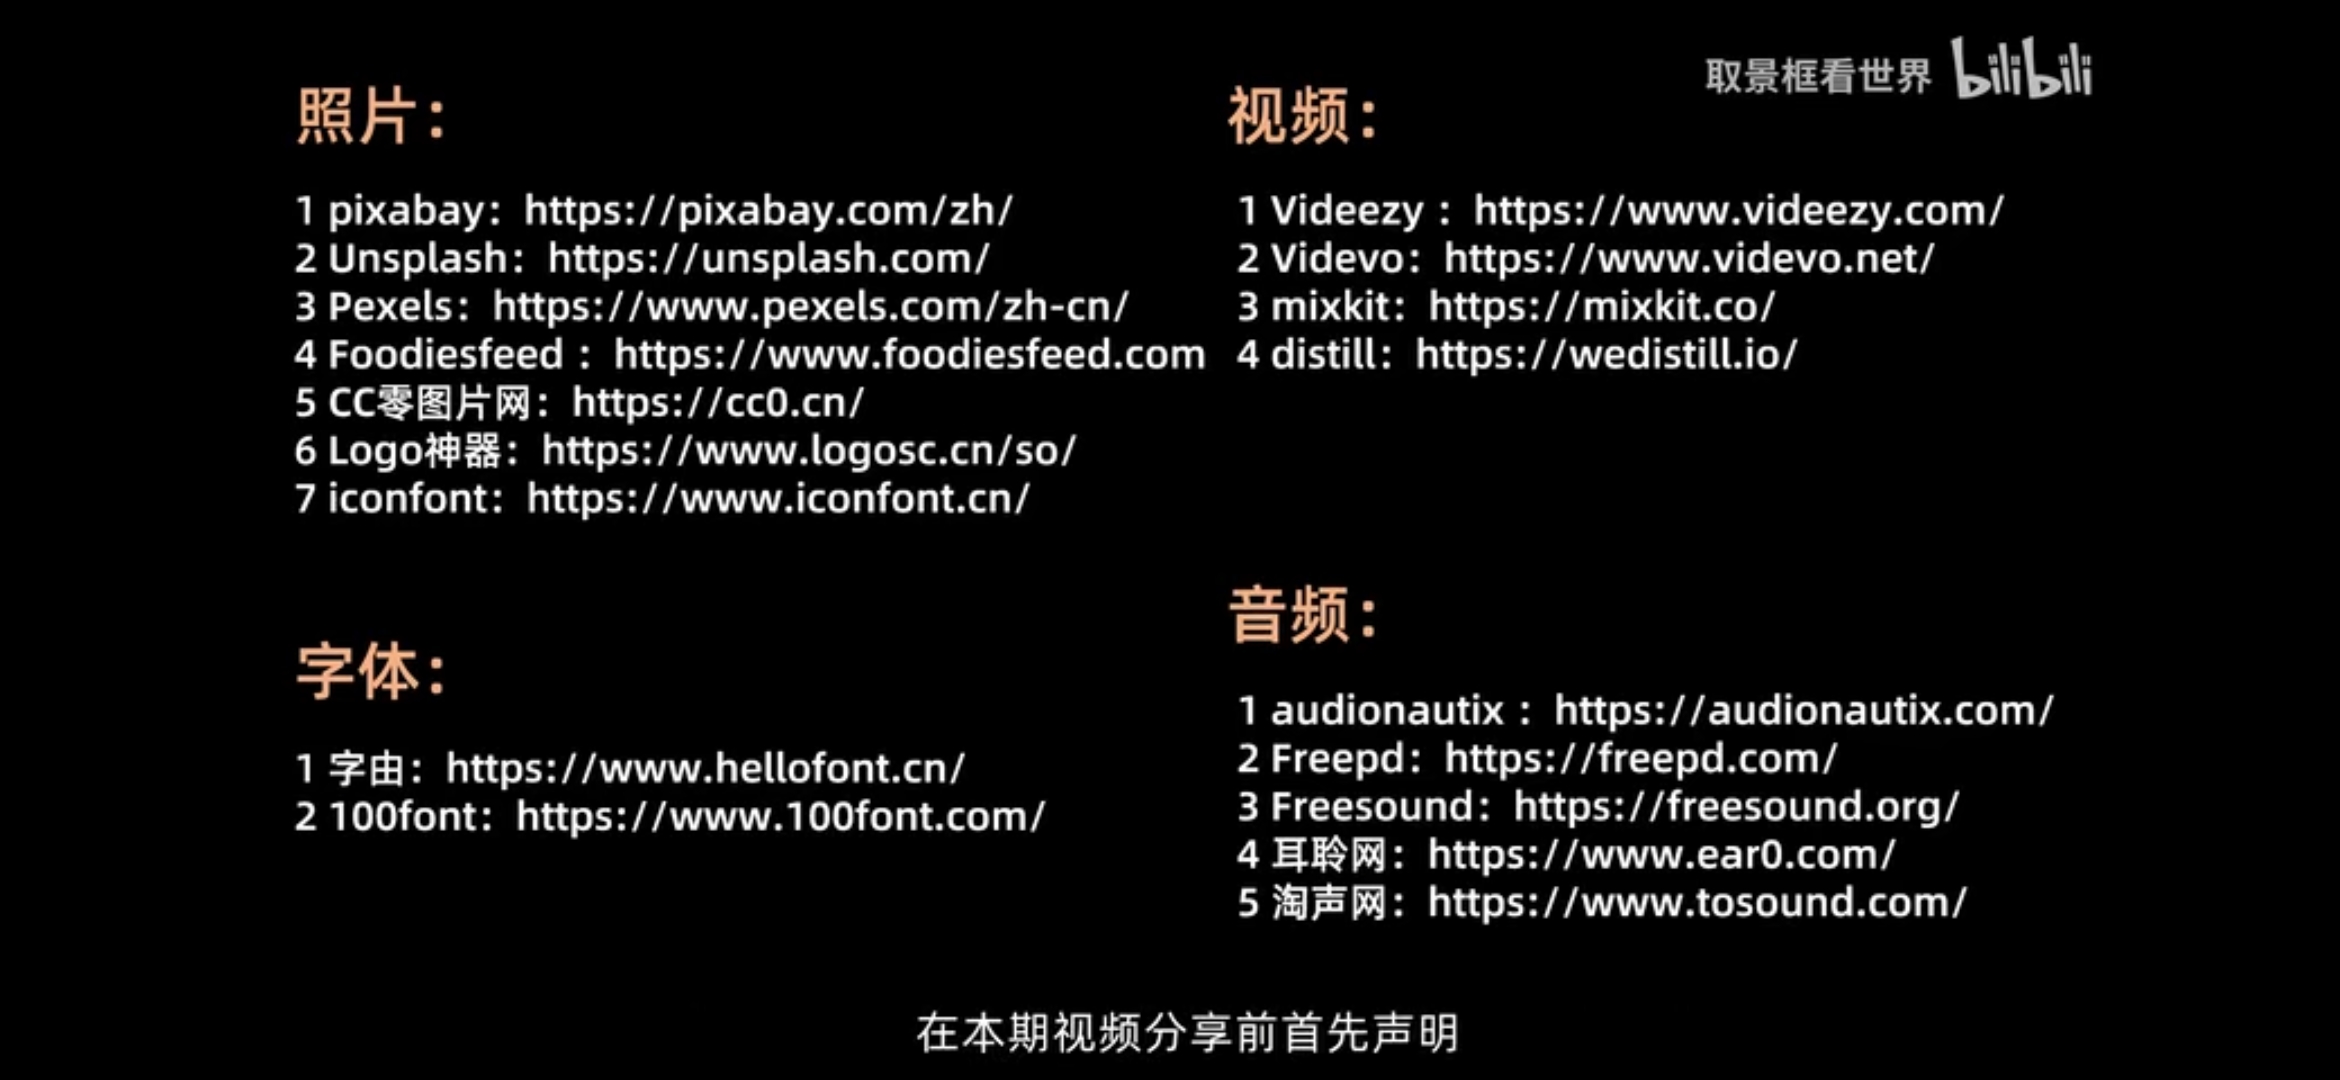 取景框看世界 bilibili
照片：
1 pixabay：https://pixabay.com/zh/
2 Unsplash：https://unsplash.com/
3 Pexels：https://www.pexels.com/zh-cn/
4 Foodiesfeed ：https://www.foodiesfeed.com
5 CC零图片网：https://cc0.cn/
6 Logo神器：https://www.logosc.cn/so/
7 iconfont：https://www.iconfont.cn/
视频：
1 Videezy ：https://www.videezy.com/
2 Videvo：https://www.videvo.net/
3 mixkit：https://mixkit.co/
4 distill：https://wedistill.io/
字体：
1 字由：https://www.hellofont.cn/
2 100font：https://www.100font.com/
音频：
1 audionautix ：https://audionautix.com/
2 Freepd：https://freepd.com/
3 Freesound：https://freesound.org/
4 耳聆网：https://www.ear0.com/
5 淘声网：https://www.tosound.com/
在本期视频分享前首先声明